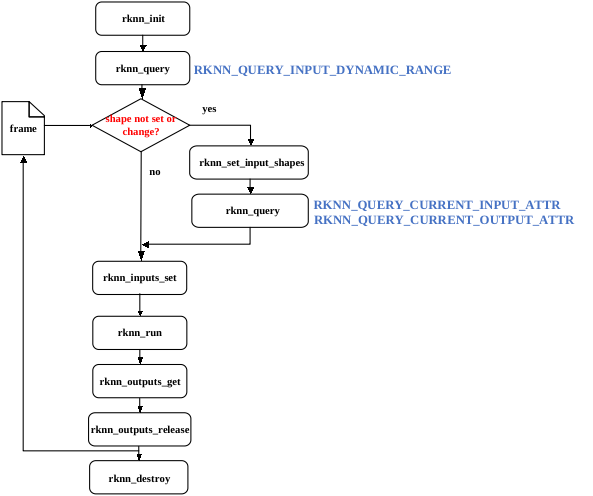 rknn_init
rknn_query
RKNN_QUERY_INPUT_DYNAMIC_RANGE
frame
shape not set or
change?
yes
no
rknn_set_input_shapes
rknn_query
RKNN_QUERY_CURRENT_INPUT_ATTR
RKNN_QUERY_CURRENT_OUTPUT_ATTR
rknn_inputs_set
rknn_run
rknn_outputs_get
rknn_outputs_release
rknn_destroy